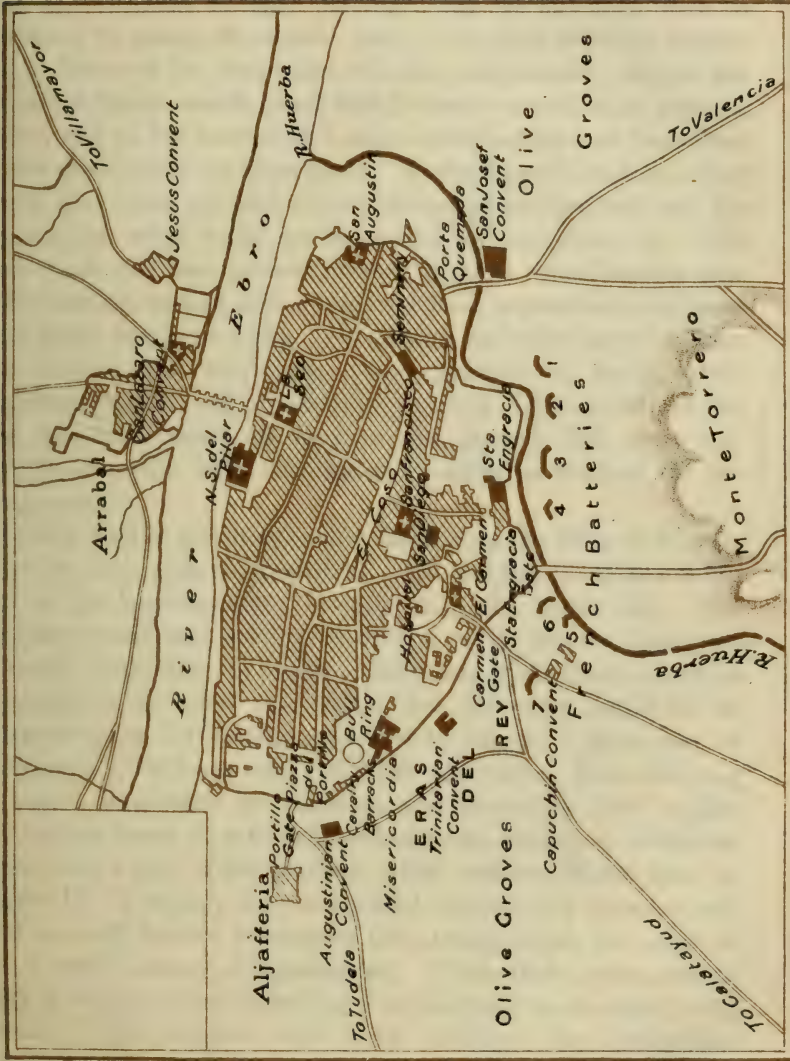 To Villamayor
Jesus Convent
San Lazaro
Convent
Arrabal
River Ebro
R. Huerba
N.S. del
Pilar
La
Seo
San
Augustin
Seminary
Porta
Quemada
San Josef
Convent
Olive
Groves
To Valencia
El Coso
San Francisco
San Diego
Hospital
Sta.
Engracia
El Carmen
Carmen
Gate
Sta Engracia
Gate
Portillo
Gate
Piazza
del
Portillo
Bull
Ring
Cavalry
Barracks
Misericordia
Aljafferia
Augustinian
Convent
To Tudela
ERAS
DEL
REY
Trinitarian
Convent
Olive Groves
Capuchin Convent
French Batteries
1
2
3
4
5
6
7
Monte Torrero
R. Huerba
To Calatayud